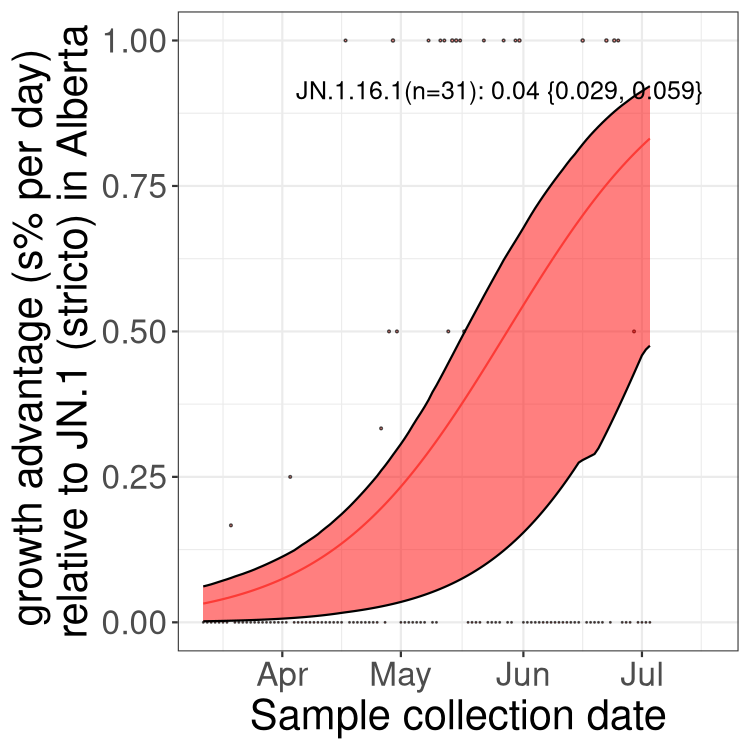 growth advantage (s% per day)
relative to JN.1 (stricto) in Alberta
1.00
0.75
0.50
0.25
0.00
JN.1.16.1(n=31): 0.04 {0.029, 0.059}
Apr May Jun Jul
Sample collection date